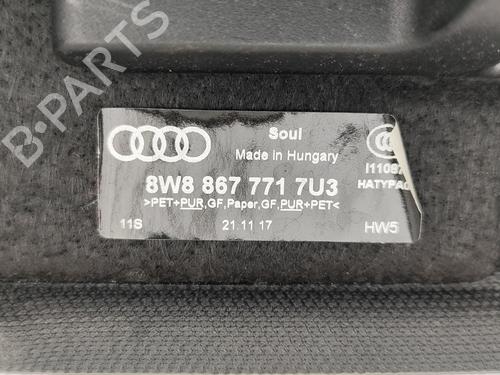 B-PARTS
Soul
Made in Hungary
8W8 867 771 7U3
>PET+PUR,GF,Paper,GF,PUR+PET<
11S 21.11 17 HW5